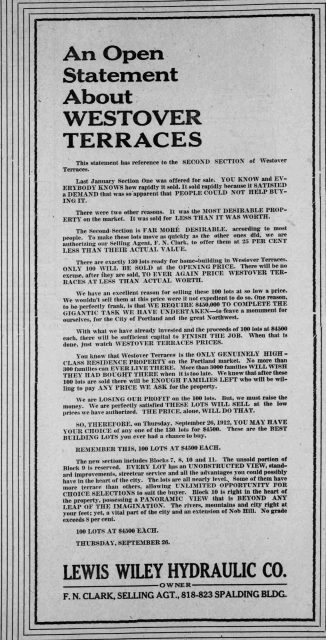 An Open
Statement
About
WESTOVER
TERRACES
This statement has reference to the SECOND SECTION of Westover
Terraces.
Last January Section One was offered for sale. YOU KNOW and EV-
ERYBODY KNOWS how rapidly it sold. It sold rapidly because it SATISIED
a DEMAND that was so apparent that PEOPLE COULD NOT HELP BUY-
ING IT.
There were two other reasons. It was the MOST DESIRABLE PROP-
ERTY on the market. It was sold for LESS THAN IT WAS WORTH.
The Second-Section is FAR MORE DESIRABLE, according to most
people. To make these lots move as quickly as the other ones did, we are
authorizing our Selling Agent, F. N. Clark, to offer them at 25 PER CENT
LESS THAN THEIR ACTUAL VALUE.
There are exactly 130 lots ready for home-building in Westover Terraces.
ONLY 100 WILL BE SOLD at the OPENING PRICE. There will be no
excuse, after they are sold, TO EVER AGAIN PRICE WESTOVER TER-
RACES AT LESS THAN ACTUAL WORTH.
We have an excellent reason for selling these 100 lots at so low a price.
We wouldn't sell them at this price were it not expedient to do so. One reason,
to be perfectly frank, is that WE REQUIRE $450,000 TO COMPLETE THE
GIGANTIC TASK WE HAVE UNDERTAKEN—to leave a monument for
ourselves, for the City of Portland and the great Northwest.
With what we have already invested and the proceeds of 100 lots at $4500
each, there will be sufficient capital to FINISH THE JOB. When that is
done, just watch WESTOVER TERRACES PRICES.
You know that Westover Terraces is the ONLY GENUINELY HIGH-
CLASS RESIDENCE PROPERTY on the Portland market. No more than
300 families can EVER LIVE THERE. More than 3000 families WILL WISH
THEY HAD BOUGHT THERE when it is too late. We know that after these
100 lots are sold there will be ENOUGH FAMILIES LEFT who will be wil-
ling to pay ANY PRICE WE ASK for the property.
We are LOSING OUR PROFIT on the 100 lots. But, we must raise the
money. We are perfectly satisfied THESE LOTS WILL SELL at the low
prices we have authorized. THE PRICE, alone, WILL DO THAT.
SO, THEREFORE, on Thursday, September 26, 1912, YOU MAY HAVE
YOUR CHOICE of any one of the 130 lots for $4500. These are the BEST
BUILDING LOTS you ever had a chance to buy.
REMEMBER THIS, 100 LOTS AT $4500 EACH.
The new section includes Blocks 7, 8, 10 and 11. The unsold portion of
Block 9 is reserved. EVERY LOT has an UNOBSTRUCTED VIEW, stand-
ard improvements, streetcar service and all the advantages you could possibly
have in the heart of the city. The lots are all nearly level. Some of them have
more terrace than others, allowing UNLIMITED OPPORTUNITY FOR
CHOICE SELECTIONS to suit the buyer. Block 10 is right in the heart of
the property, possessing a PANORAMIC VIEW that is BEYOND ANY
LEAP OF THE IMAGINATION. The rivers, mountains and city right at
your feet; yet, a vital part of the city and an extension of Nob Hill. No grade
exceeds 8 per cent.
100 LOTS AT $4500 EACH.
THURSDAY, SEPTEMBER 26.
LEWIS WILEY HYDRAULIC CO.
OWNER
F. N. CLARK, SELLING AGT., 818-823 SPALDING BLDG.